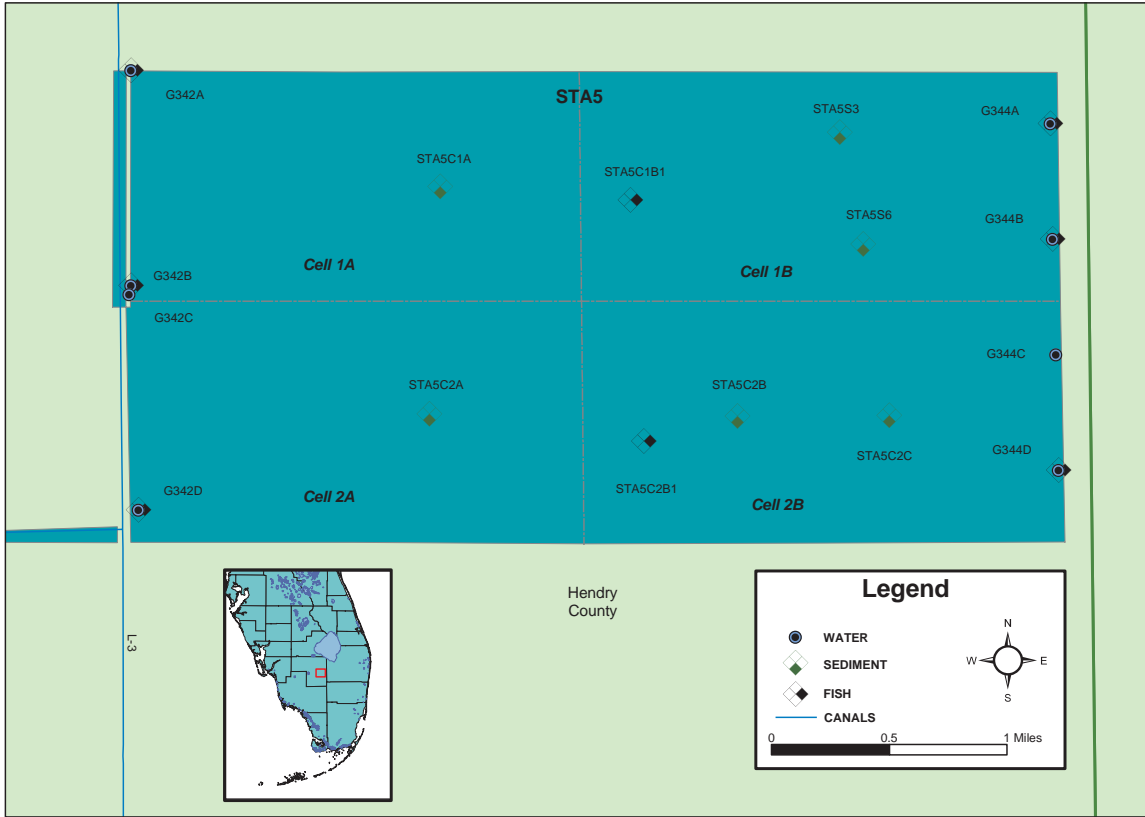 G342A
STA5
STA5S3
G344A
STA5C1A
STA5C1B1
STA5S6
G344B
Cell 1A
Cell 1B
G342B
G342C
G344C
STA5C2A
STA5C2B
G344D
STA5C2C
STA5C2B1
G342D
Cell 2A
Cell 2B
L-3
Hendry
County
Legend
WATER
SEDIMENT
FISH
CANALS
N
W E
S
0 0.5 1 Miles